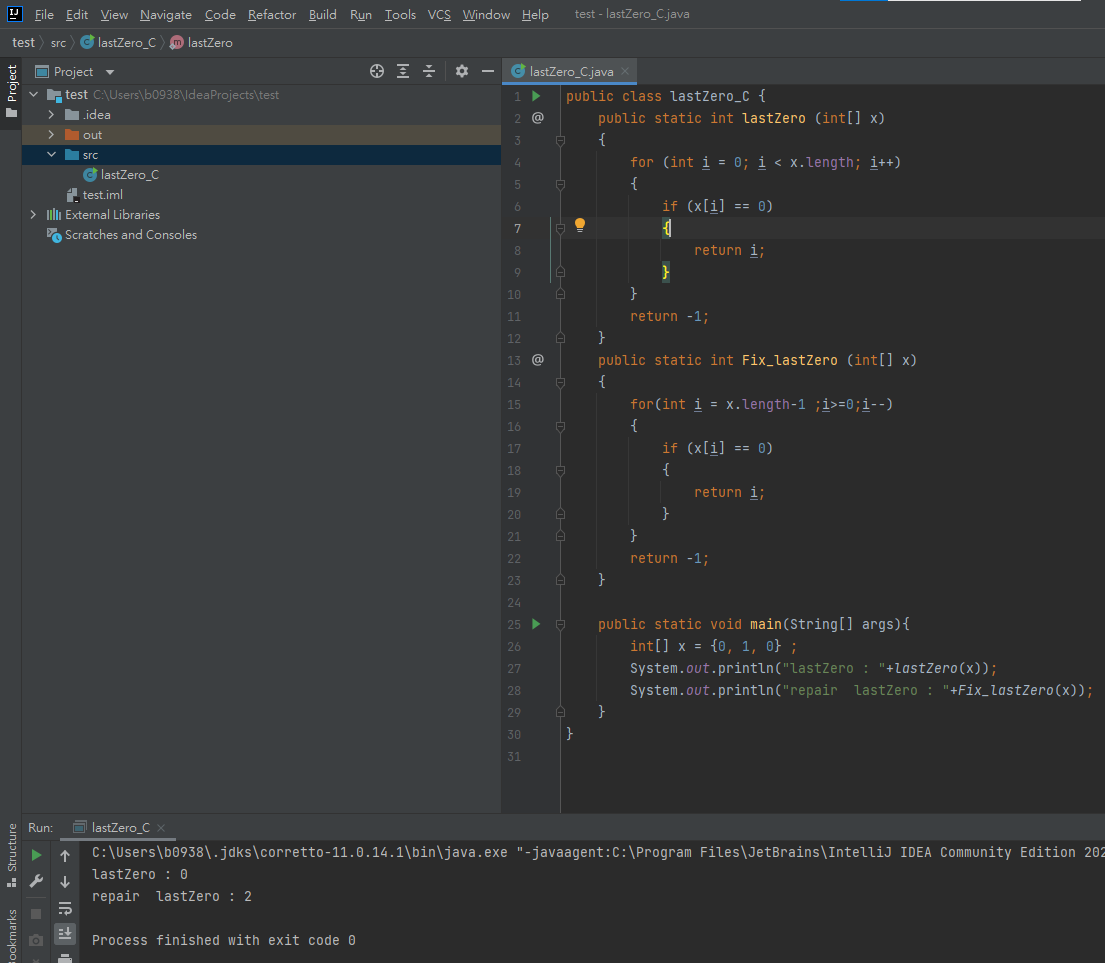 File Edit View Navigate Code Refactor Build Run Tools VCS Window Help test - lastZero_C.java
test src lastZero_C lastZero
Project
Project
test C:\Users\b0938\IdeaProjects\test
.idea
out
src
lastZero_C
test.iml
External Libraries
Scratches and Consoles
lastZero_C.java
1 public class lastZero_C {
2 @ public static int lastZero (int[] x)
3 {
4 for (int i = 0; i < x.length; i++)
5 {
6 if (x[i] == 0)
7 {
8 return i;
9 }
10 }
11 return -1;
12 }
13 @ public static int Fix_lastZero (int[] x)
14 {
15 for(int i = x.length-1 ;i>=0;i--)
16 {
17 if (x[i] == 0)
18 {
19 return i;
20 }
21 }
22 return -1;
23 }
24
25 public static void main(String[] args){
26 int[] x = {0, 1, 0} ;
27 System.out.println("lastZero : "+lastZero(x));
28 System.out.println("repair  lastZero : "+Fix_lastZero(x));
29 }
30 }
31
Structure
Bookmarks
Run: lastZero_C
C:\Users\b0938\.jdks\corretto-11.0.14.1\bin\java.exe "-javaagent:C:\Program Files\JetBrains\IntelliJ IDEA Community Edition 202
lastZero : 0
repair  lastZero : 2
Process finished with exit code 0